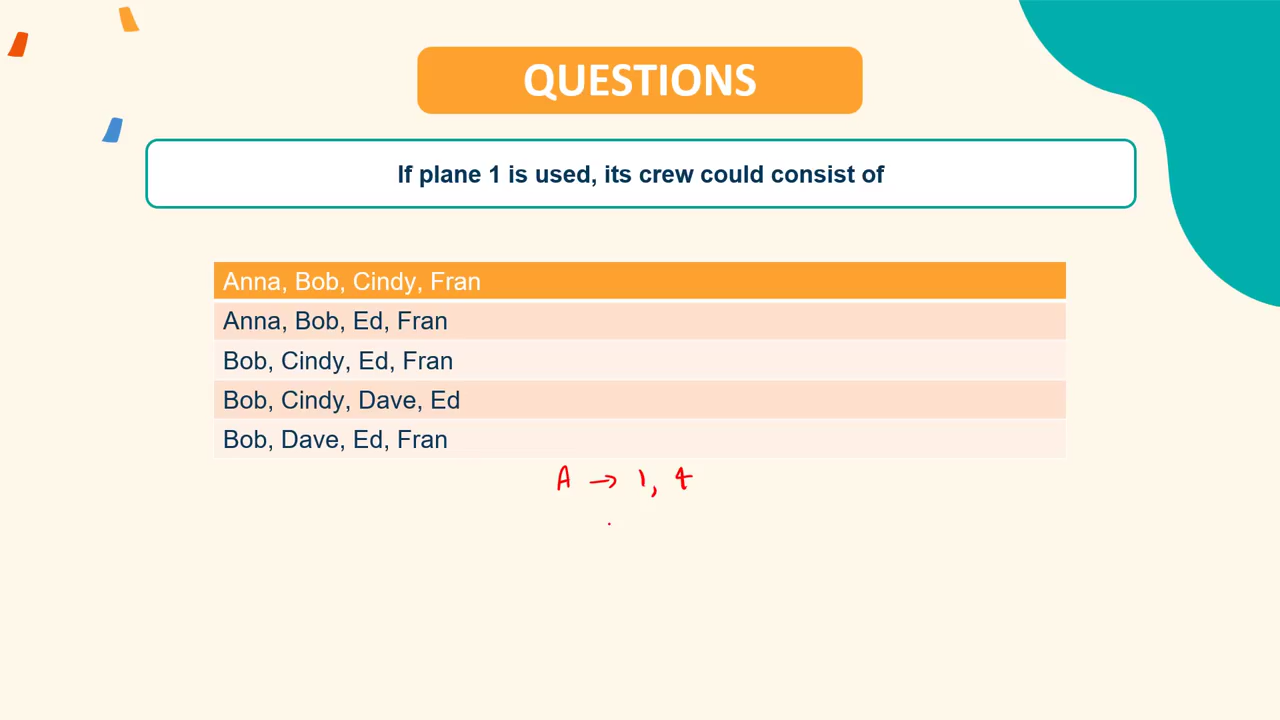 QUESTIONS
If plane 1 is used, its crew could consist of
Anna, Bob, Cindy, Fran
Anna, Bob, Ed, Fran
Bob, Cindy, Ed, Fran
Bob, Cindy, Dave, Ed
Bob, Dave, Ed, Fran
A → 1, 4